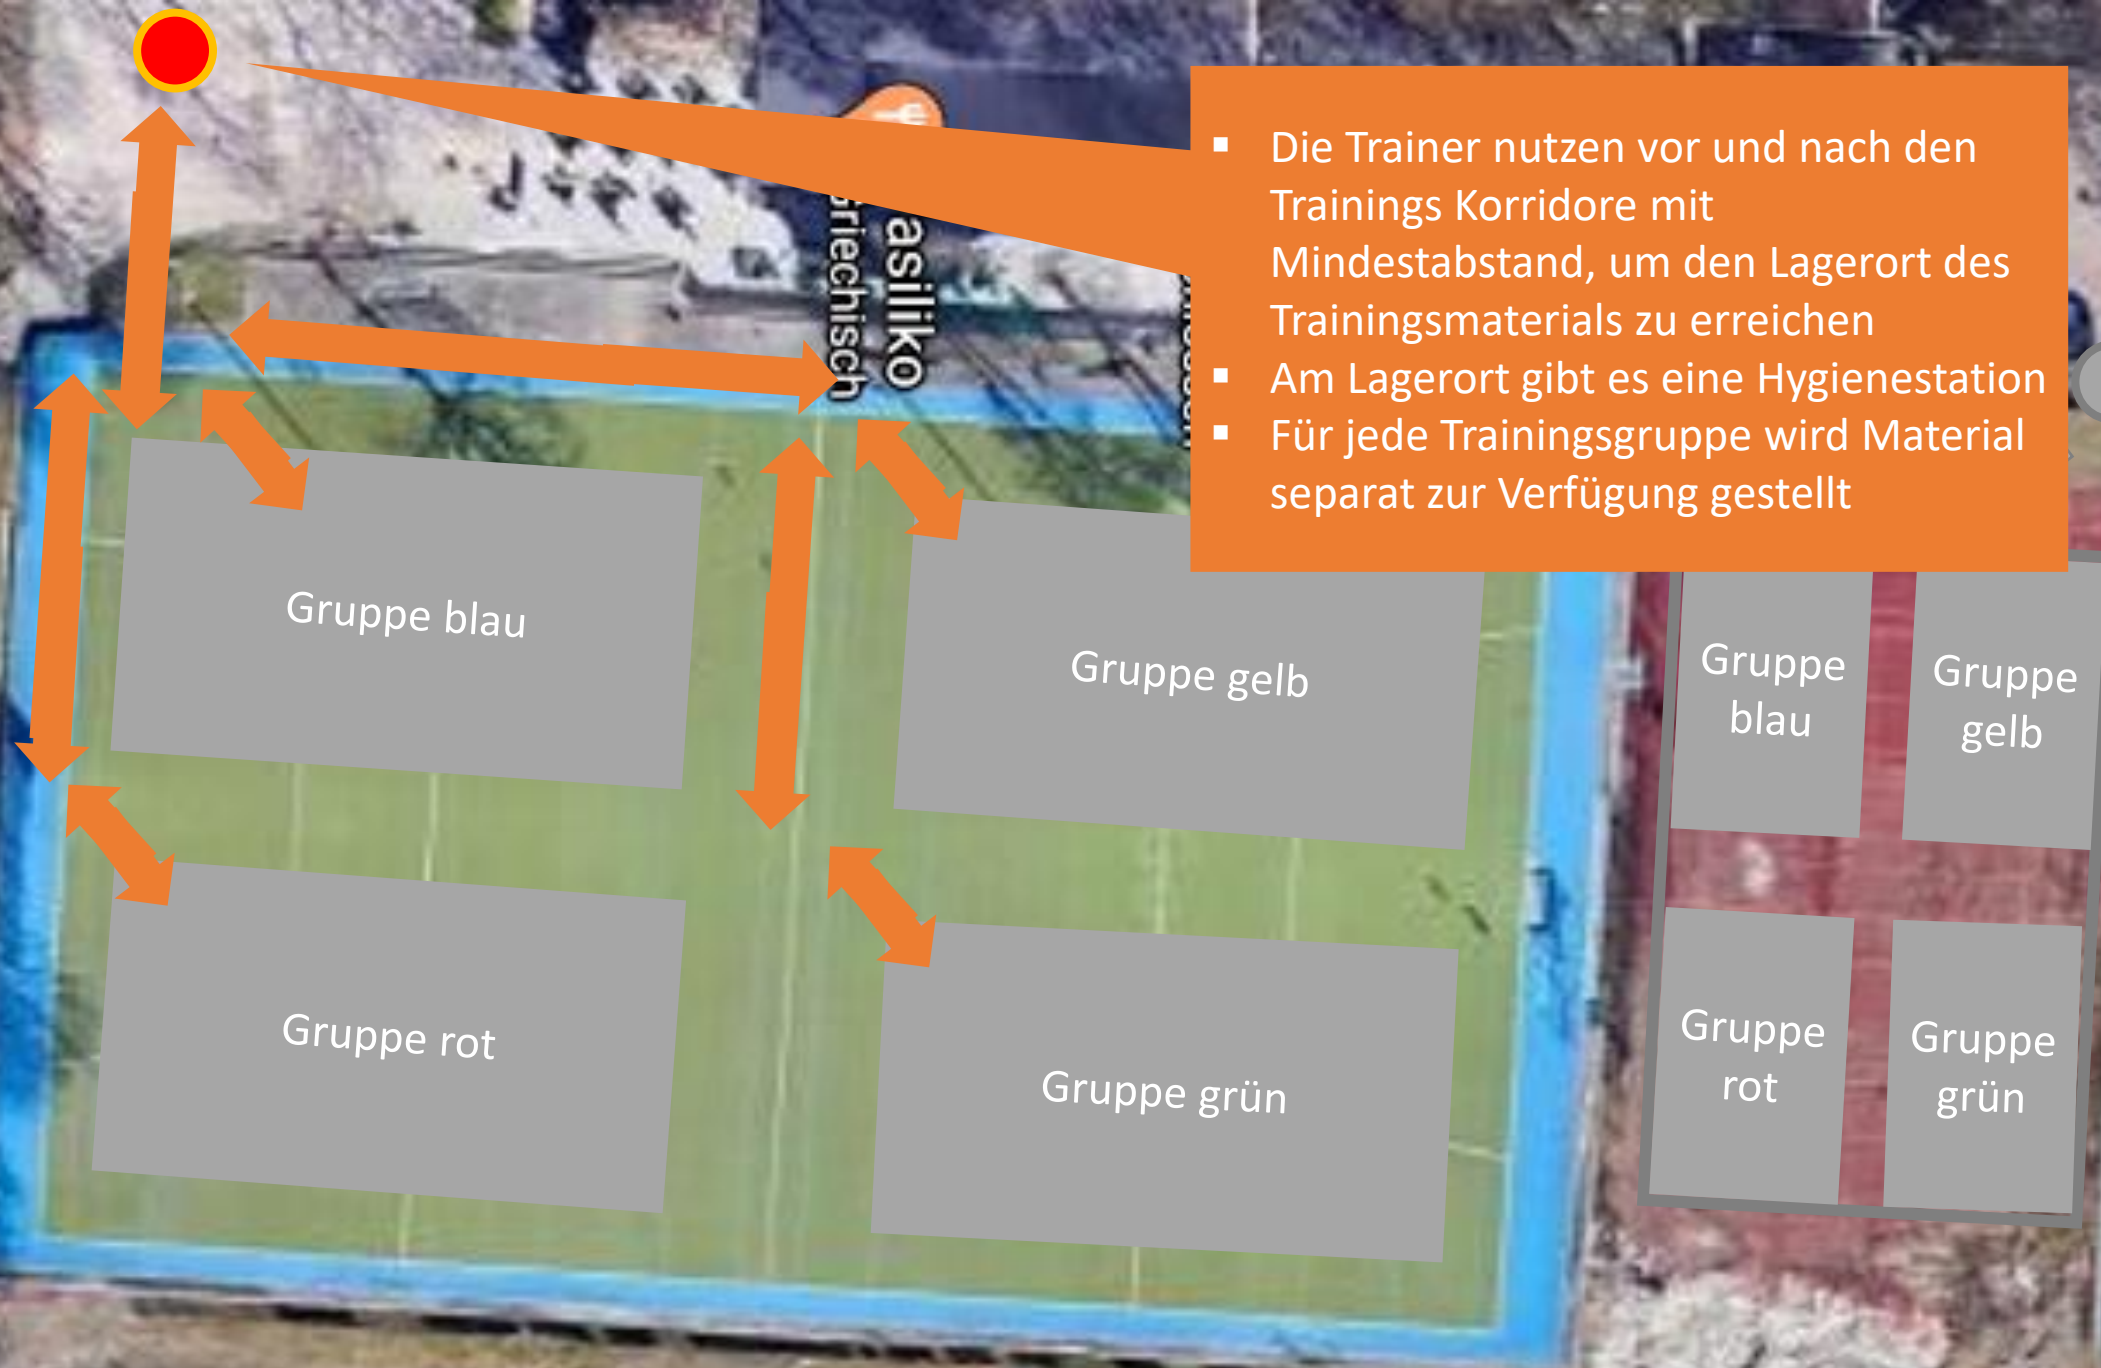 ▪ Die Trainer nutzen vor und nach den
Trainings Korridore mit
Mindestabstand, um den Lagerort des
Trainingsmaterials zu erreichen
▪ Am Lagerort gibt es eine Hygienestation
▪ Für jede Trainingsgruppe wird Material
separat zur Verfügung gestellt
asiliko
Griechisch
Gruppe blau
Gruppe gelb
Gruppe
blau
Gruppe
gelb
Gruppe rot
Gruppe grün
Gruppe
rot
Gruppe
grün